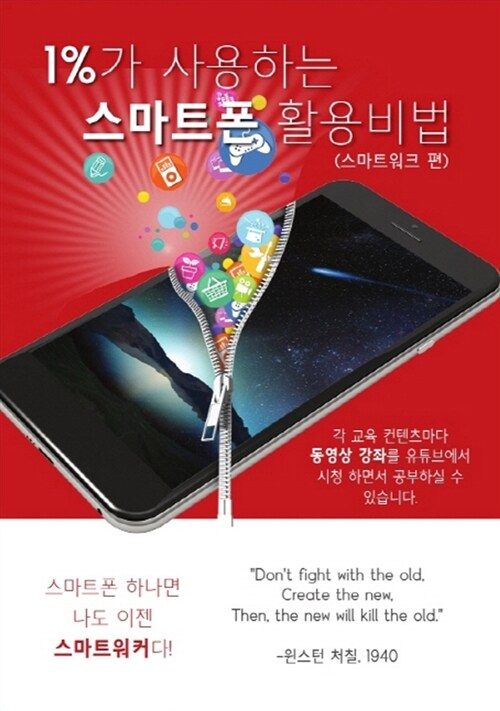 1%가 사용하는
스마트폰 활용비법
(스마트워크 편)
각 교육 컨텐츠마다
동영상 강좌를 유튜브에서
시청 하면서 공부하실 수
있습니다.
스마트폰 하나면
나도 이젠
스마트워커다!
"Don't fight with the old,
Create the new,
Then, the new will kill the old."
-윈스턴 처칠, 1940